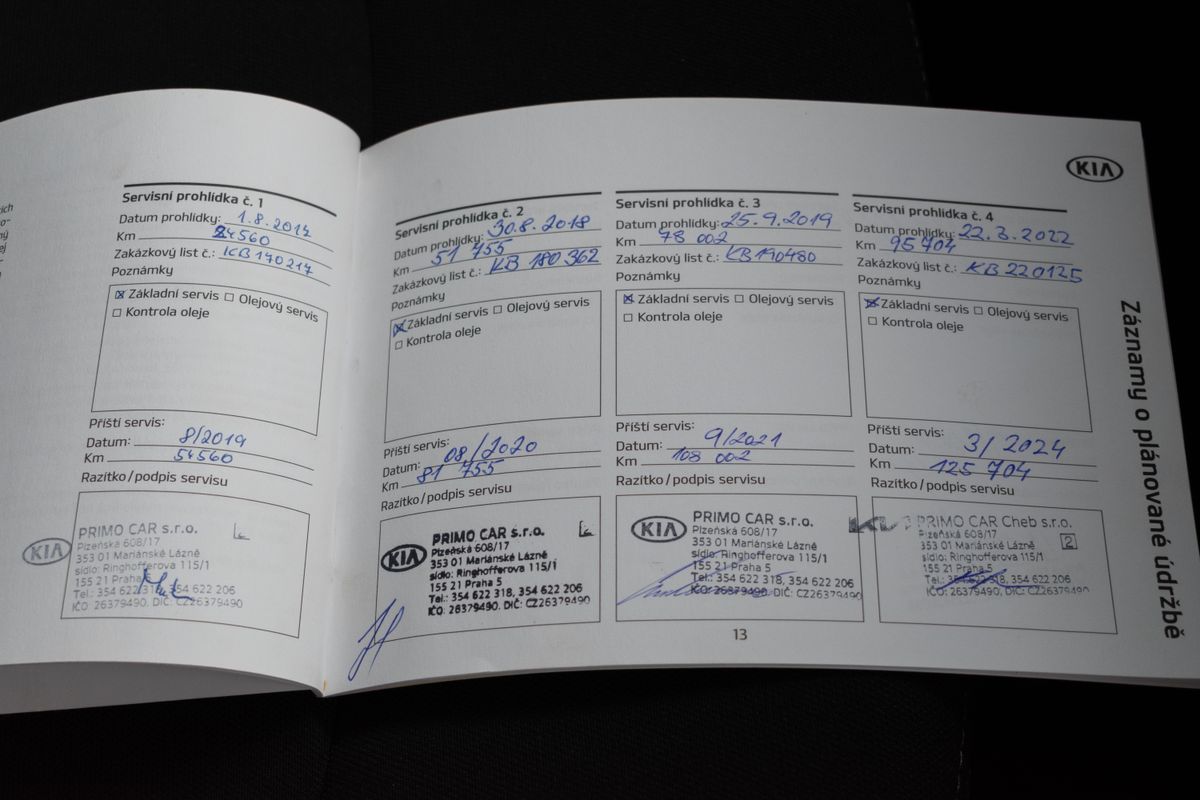 ich
KIA
Servisní prohlídka č. 1
Datum prohlídky: 1.8.2017
Km 24560
Zakázkový list č.: KB170217
Poznámky
Základní servis Olejový servis
Kontrola oleje
Příští servis:
Datum: 8/2019
Km 54560
Razítko/podpis servisu
KIA
PRIMO CAR s.r.o.
Plzeňská 608/17
353 01 Mariánské Lázně
sídlo: Ringhofferova 115/1
155 21 Praha 5
Tel.: 354 622 318, 354 622 206
IČO: 26379490, DIČ: CZ26379490
Servisní prohlídka č. 2
Datum prohlídky: 30.8.2018
Km 51 755
Zakázkový list č.: KB 180362
Poznámky
Základní servis Olejový servis
Kontrola oleje
Příští servis:
Datum: 08/2020
Km 81 755
Razítko/podpis servisu
KIA
PRIMO CAR s.r.o.
Plzeňská 608/17
353 01 Mariánské Lázně
sídlo: Ringhofferova 115/1
155 21 Praha 5
Tel.: 354 622 318, 354 622 206
IČO: 26379490, DIČ: CZ26379490
Servisní prohlídka č. 3
Datum prohlídky: 25.9.2019
Km 78 002
Zakázkový list č.: KB190480
Poznámky
Základní servis Olejový servis
Kontrola oleje
Příští servis:
Datum: 9/2021
Km 108 002
Razítko/podpis servisu
KIA
PRIMO CAR s.r.o.
Plzeňská 608/17
353 01 Mariánské Lázně
sídlo: Ringhofferova 115/1
155 21 Praha 5
Tel.: 354 622 318, 354 622 206
IČO: 26379490, DIČ: CZ26379490
Servisní prohlídka č. 4
Datum prohlídky: 22.3.2022
Km 95704
Zakázkový list č.: KB 220125
Poznámky
Základní servis Olejový servis
Kontrola oleje
Příští servis:
Datum: 3/2024
Km 125 704
Razítko/podpis servisu
KIA
PRIMO CAR Cheb s.r.o.
Plzeňská 608/17
353 01 Mariánské Lázně
sídlo: Ringhofferova 115/1
155 21 Praha 5
Tel.: 354 622 318, 354 622 206
IČO: 26379490, DIČ: CZ26379490
2
13
Záznamy o plánované údržbě